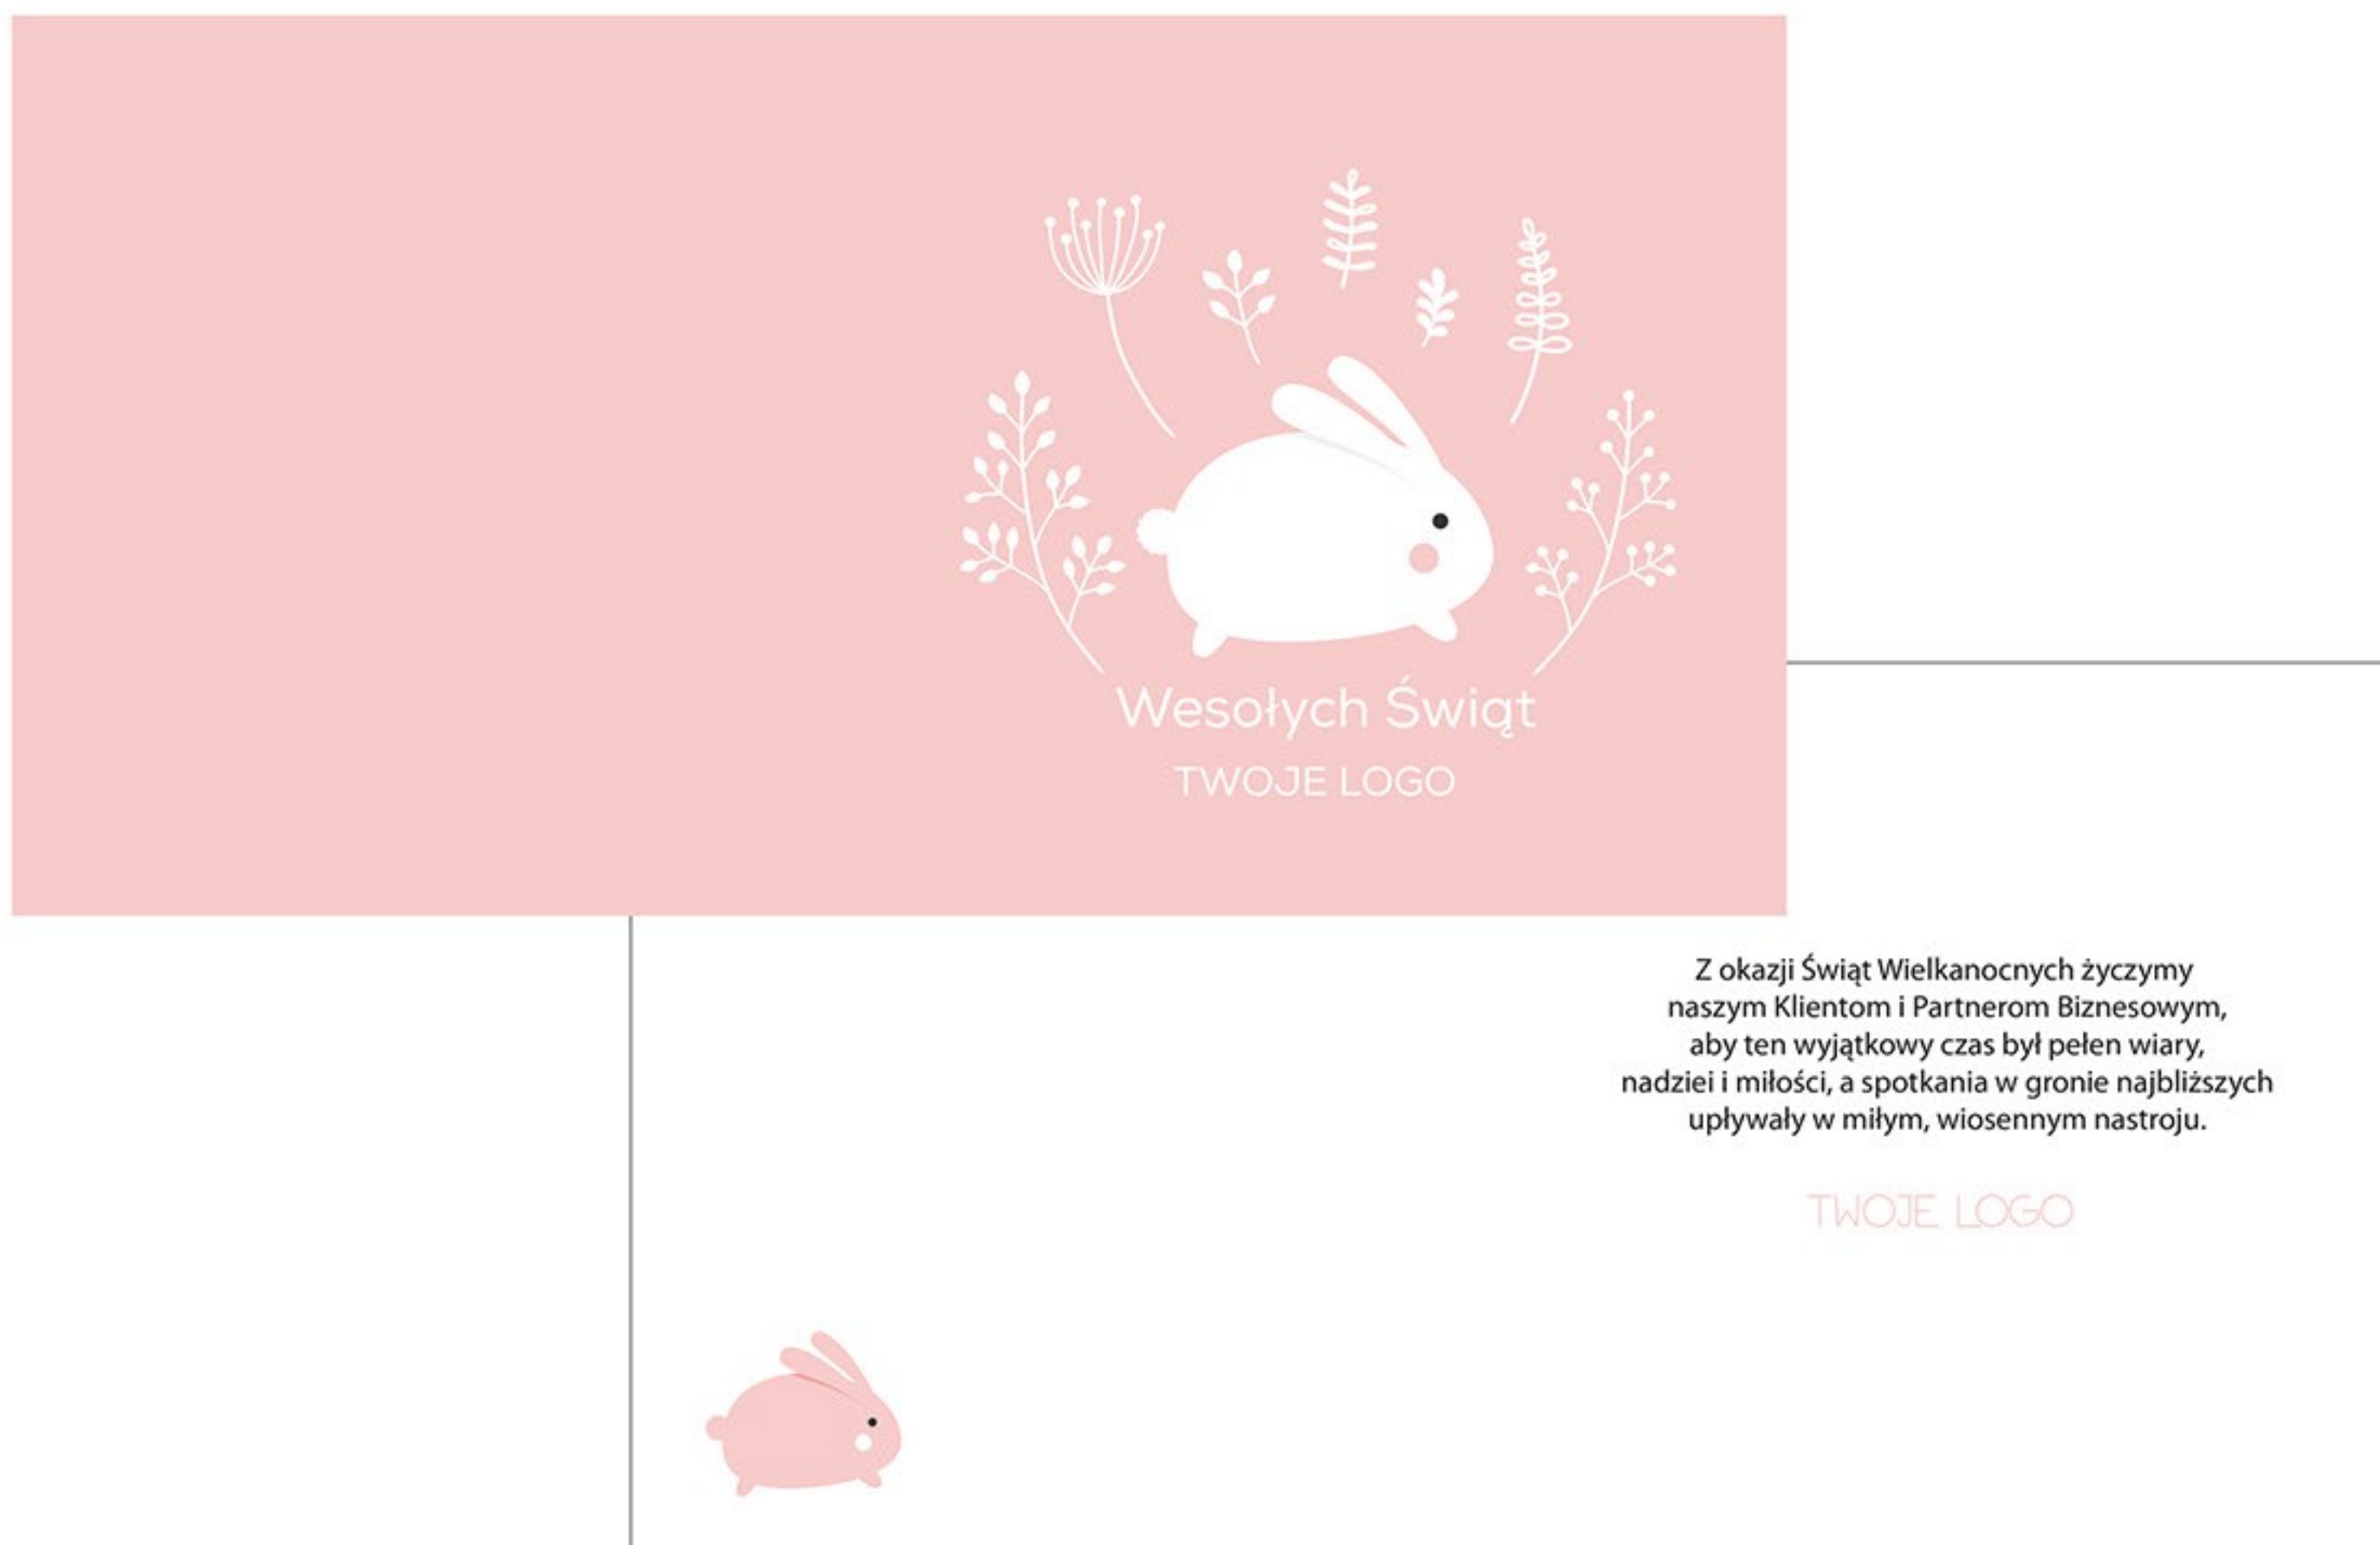 Wesołych Świąt
TWOJE LOGO
Z okazji Świąt Wielkanocnych życzymy
naszym Klientom i Partnerom Biznesowym,
aby ten wyjątkowy czas był pełen wiary,
nadziei i miłości, a spotkania w gronie najbliższych
upływały w miłym, wiosennym nastroju.
TWOJE LOGO